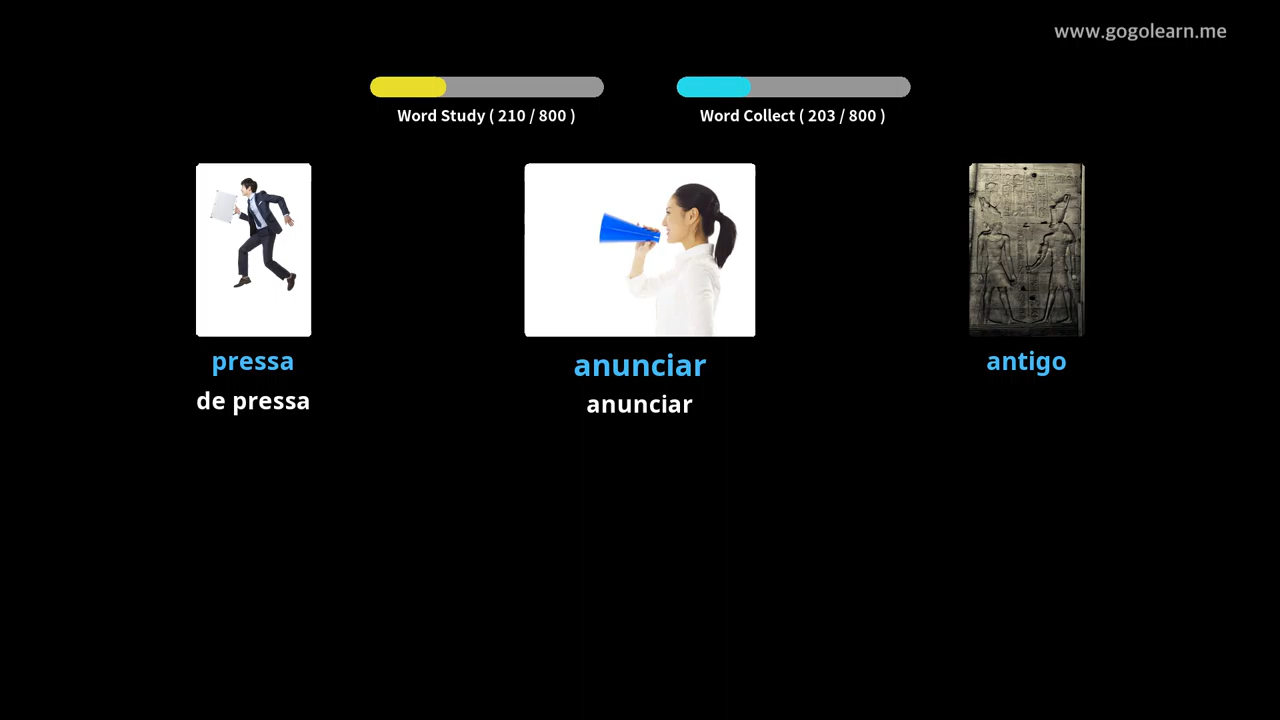 www.gogolearn.me
Word Study ( 210 / 800 )
Word Collect ( 203 / 800 )
pressa
de pressa
anunciar
anunciar
antigo